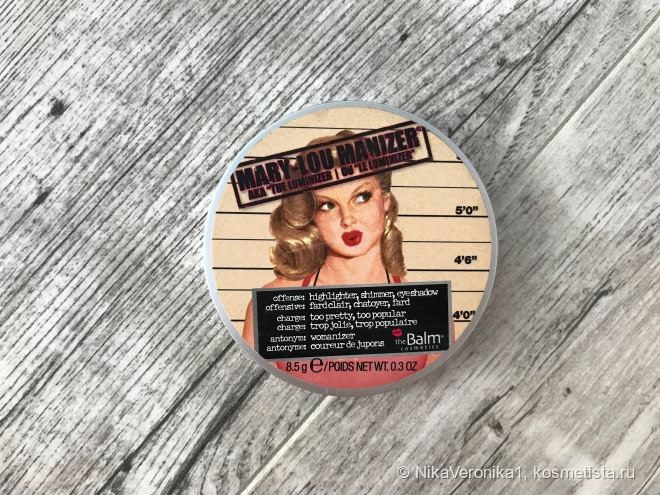 MARY-LOU MANIZER®
AKA "THE LUMINIZER | OU "LE LUMINIZER"
5'0"
4'6"
4'0"
offense: highlighter, shimmer, eyeshadow
offensive: fard clair, chatoyer, fard
charge: too pretty, too popular
charge: trop jolie, trop populaire
antonym: womanizer
antonyme: coureur de jupons
theBalm®
cosmetics
8.5 g ℮/POIDS NET WT. 0.3 OZ
© NikaVeronika1, kosmetista.ru